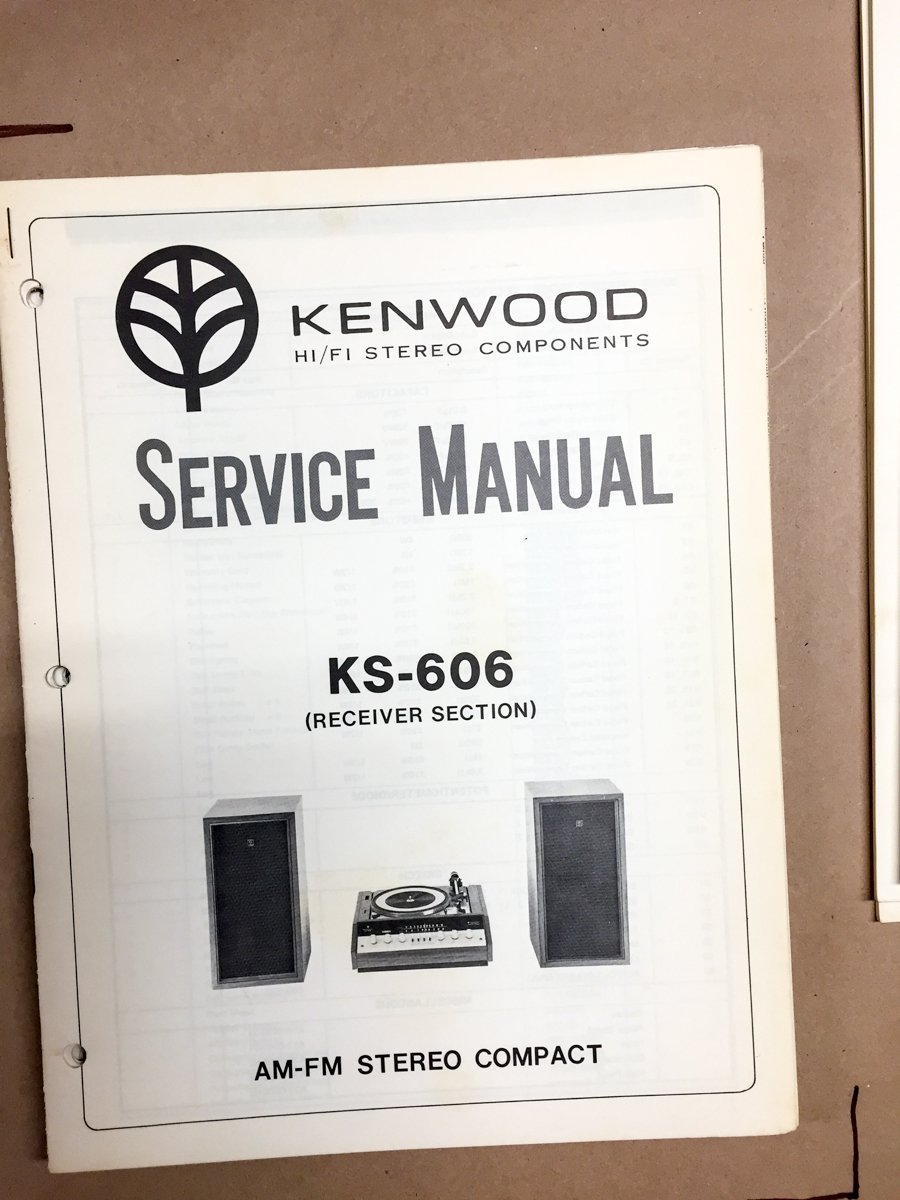 KENWOOD
HI/FI STEREO COMPONENTS
SERVICE MANUAL
KS-606
(RECEIVER SECTION)
AM-FM STEREO COMPACT